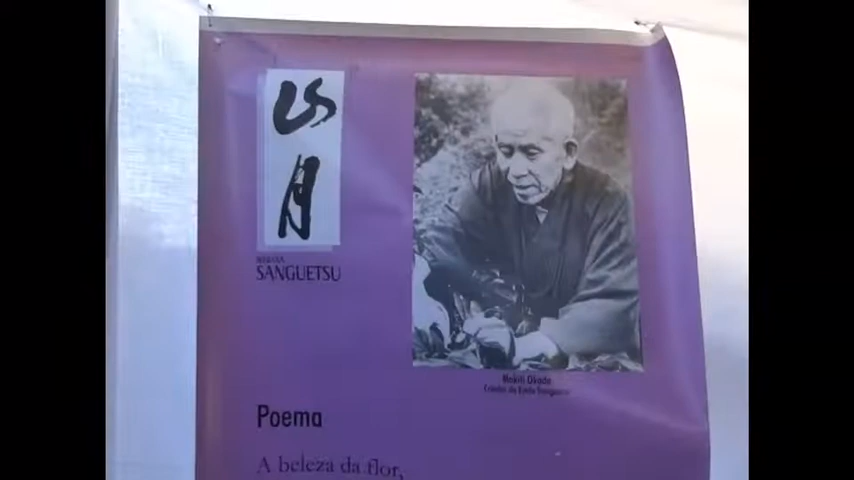 山
月
SANGUETSU
Mokiti Okada
Poema
A beleza da flor,